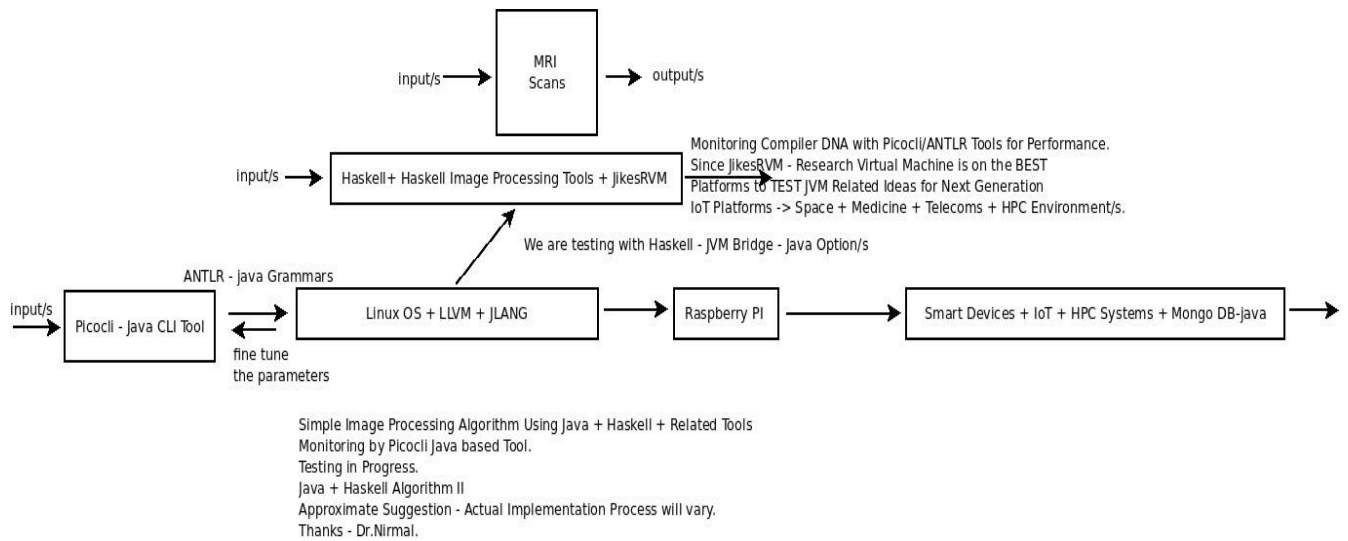 MRI
Scans
input/s
output/s
Monitoring Compiler DNA with Picocli/ANTLR Tools for Performance.
Since JikesRVM - Research Virtual Machine is on the BEST
Platforms to TEST JVM Related Ideas for Next Generation
IoT Platforms -> Space + Medicine + Telecoms + HPC Environment/s.
input/s
Haskell+ Haskell Image Processing Tools + JikesRVM
We are testing with Haskell - JVM Bridge - Java Option/s
ANTLR - java Grammars
input/s
Picocli - Java CLI Tool
Linux OS + LLVM + JLANG
Raspberry PI
Smart Devices + IoT + HPC Systems + Mongo DB-java
fine tune
the parameters
Simple Image Processing Algorithm Using Java + Haskell + Related Tools
Monitoring by Picocli Java based Tool.
Testing in Progress.
Java + Haskell Algorithm II
Approximate Suggestion - Actual Implementation Process will vary.
Thanks - Dr.Nirmal.